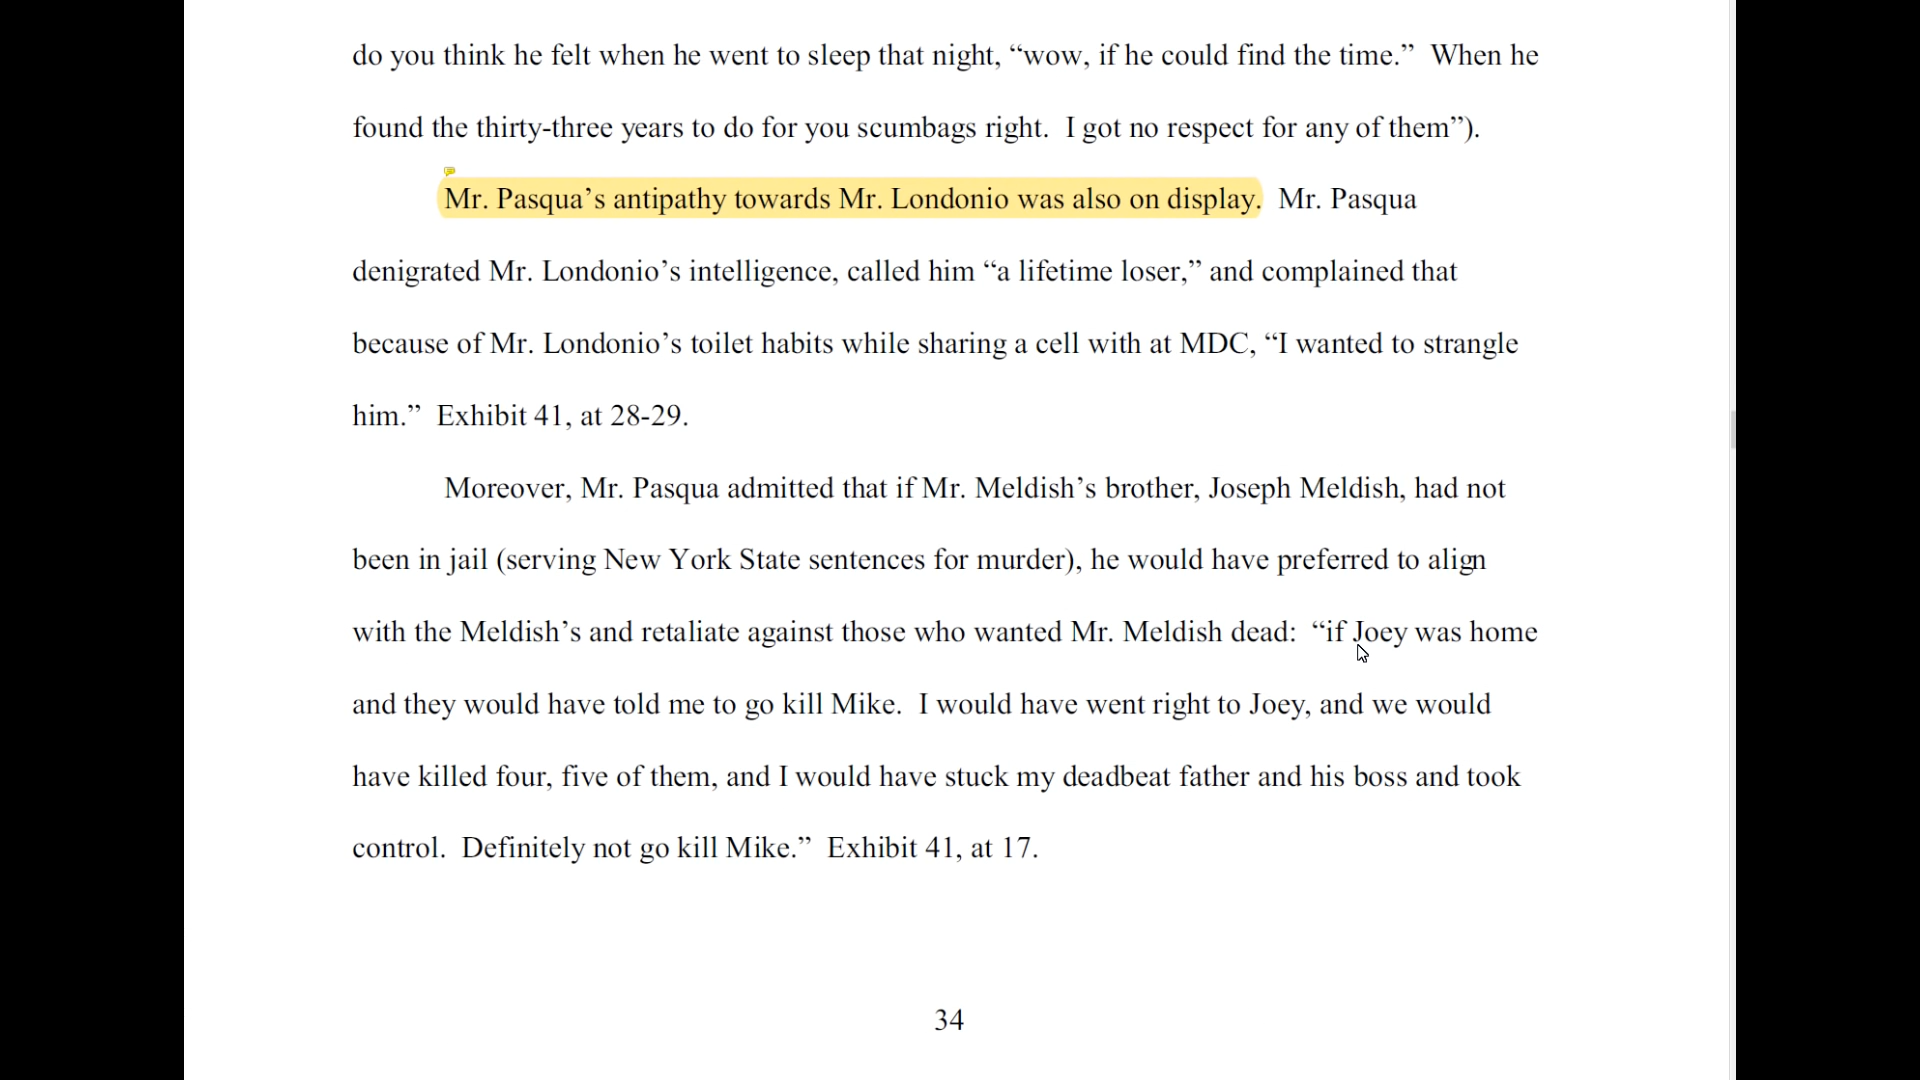 do you think he felt when he went to sleep that night, “wow, if he could find the time.”  When he
found the thirty-three years to do for you scumbags right.  I got no respect for any of them”).
Mr. Pasqua’s antipathy towards Mr. Londonio was also on display.  Mr. Pasqua
denigrated Mr. Londonio’s intelligence, called him “a lifetime loser,” and complained that
because of Mr. Londonio’s toilet habits while sharing a cell with at MDC, “I wanted to strangle
him.”  Exhibit 41, at 28-29.
Moreover, Mr. Pasqua admitted that if Mr. Meldish’s brother, Joseph Meldish, had not
been in jail (serving New York State sentences for murder), he would have preferred to align
with the Meldish’s and retaliate against those who wanted Mr. Meldish dead:  “if Joey was home
and they would have told me to go kill Mike.  I would have went right to Joey, and we would
have killed four, five of them, and I would have stuck my deadbeat father and his boss and took
control.  Definitely not go kill Mike.”  Exhibit 41, at 17.
34